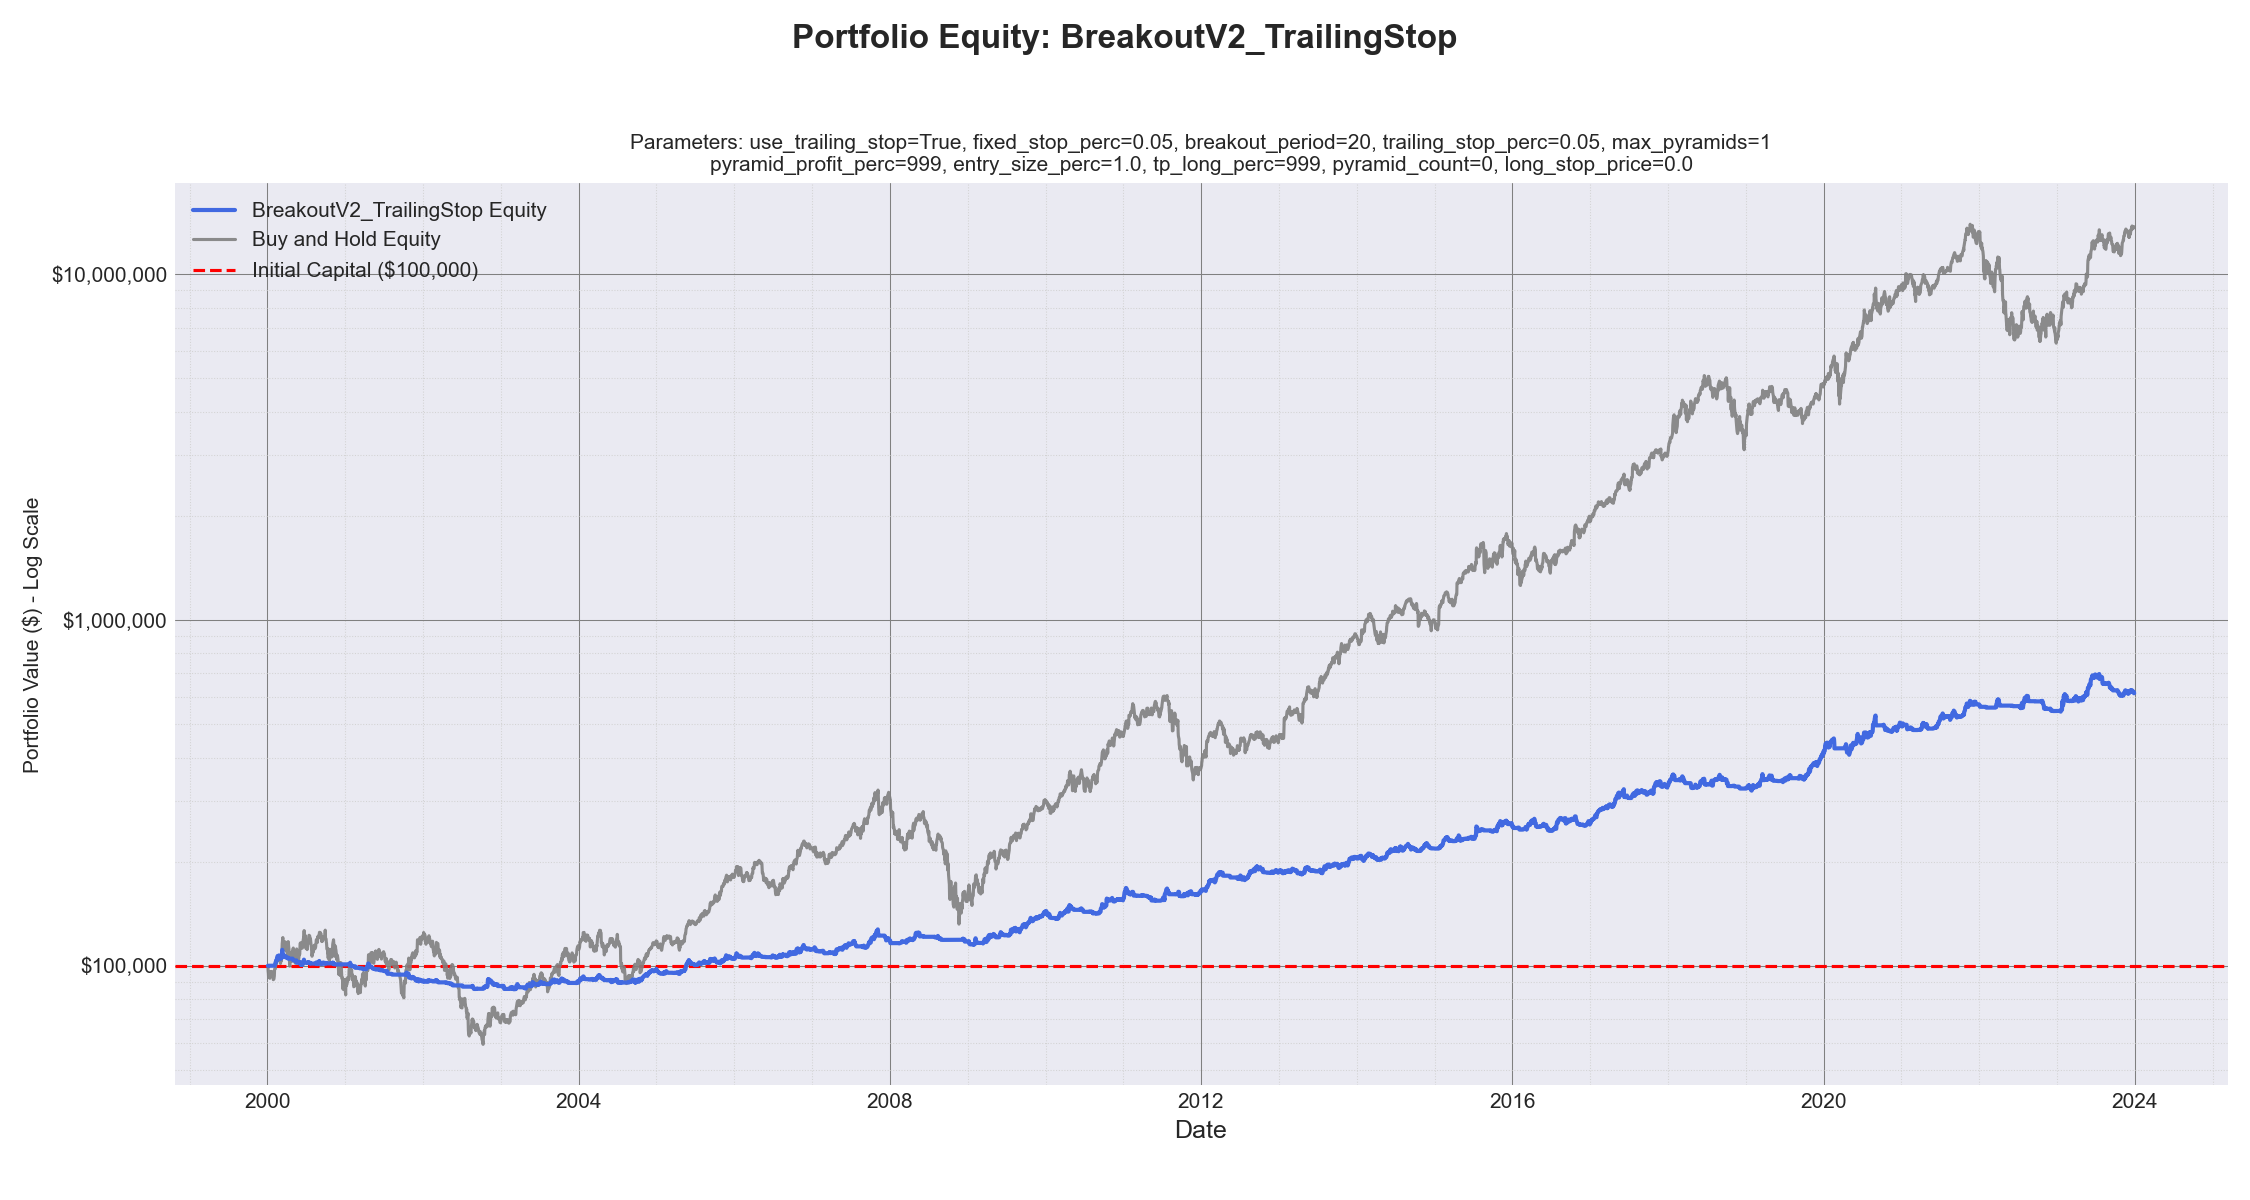 Portfolio Equity: BreakoutV2_TrailingStop
Parameters: use_trailing_stop=True, fixed_stop_perc=0.05, breakout_period=20, trailing_stop_perc=0.05, max_pyramids=1
pyramid_profit_perc=999, entry_size_perc=1.0, tp_long_perc=999, pyramid_count=0, long_stop_price=0.0
BreakoutV2_TrailingStop Equity
Buy and Hold Equity
Initial Capital ($100,000)
$10,000,000
$1,000,000
$100,000
Portfolio Value ($) - Log Scale
2000
2004
2008
2012
2016
2020
2024
Date